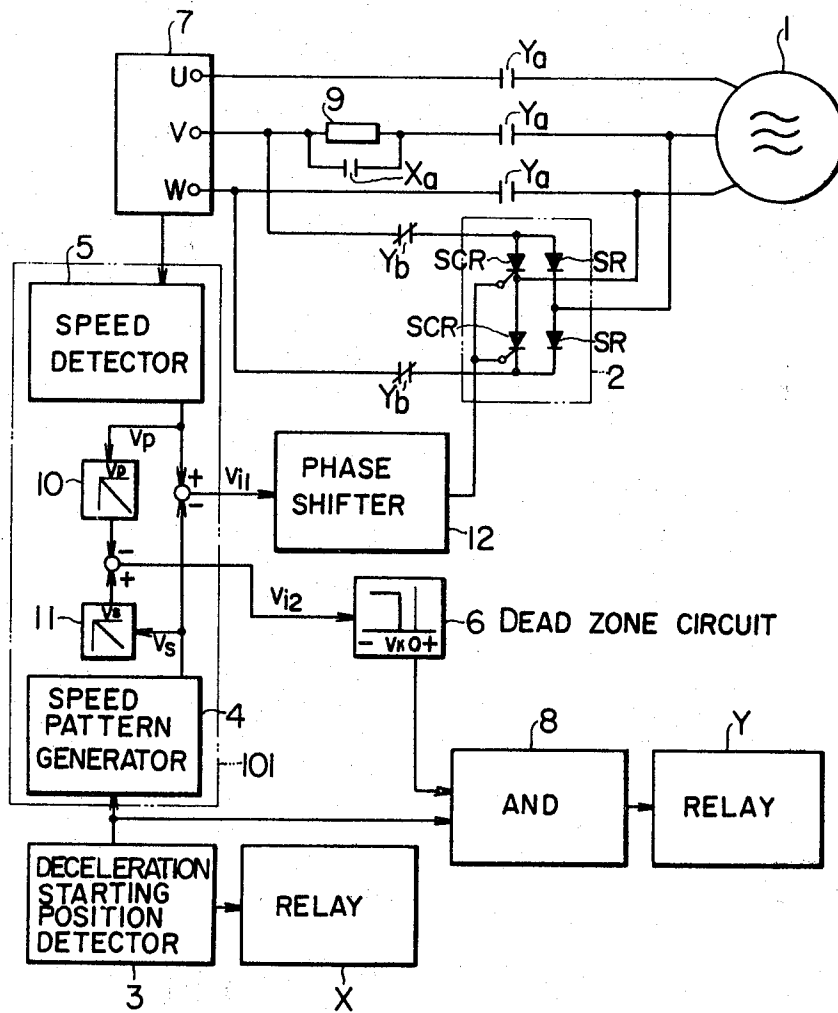 7
1
U
Ya
9
V
Ya
Xa
W
Ya
5
Yb
SCR
SR
SPEED
DETECTOR
SCR
SR
Yb
2
Vp
10
Vp
+
-
Vi1
PHASE
SHIFTER
12
-
+
Vi2
11
Vs
Vs
- VK 0 +
6 DEAD ZONE CIRCUIT
SPEED
PATTERN
GENERATOR
4
101
8
Y
AND
RELAY
DECELERATION
STARTING
POSITION
DETECTOR
RELAY
3
X